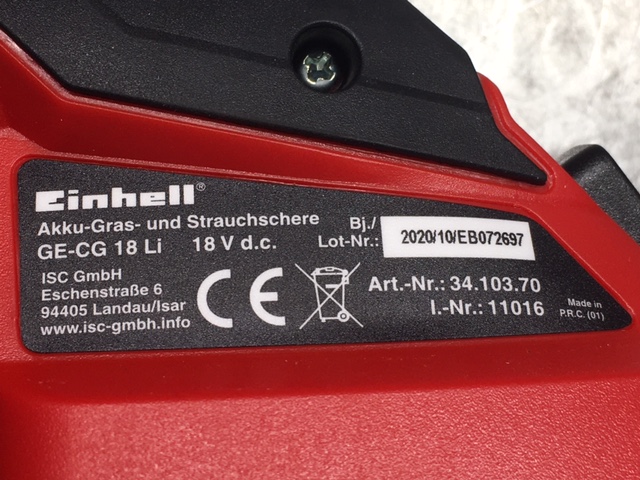 Einhell®
Akku-Gras- und Strauchschere
GE-CG 18 Li 18 V d.c.
ISC GmbH
Eschenstraße 6
94405 Landau/Isar
www.isc-gmbh.info
CE
Bj./
Lot-Nr.: 2020/10/EB072697
Art.-Nr.: 34.103.70
I.-Nr.: 11016
Made in
P.R.C. (01)